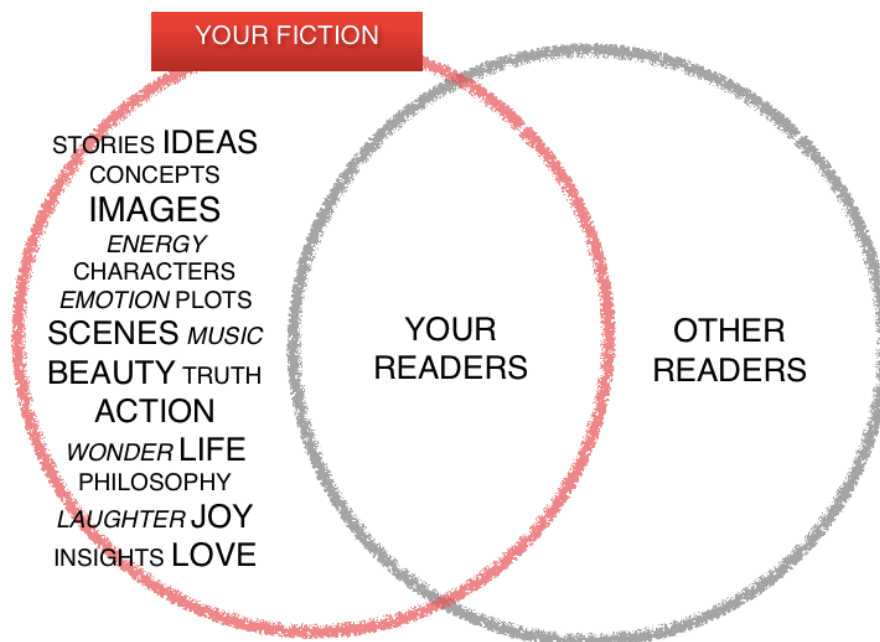 YOUR FICTION
STORIES IDEAS
CONCEPTS
IMAGES
ENERGY
CHARACTERS
EMOTION PLOTS
SCENES MUSIC
BEAUTY TRUTH
ACTION
WONDER LIFE
PHILOSOPHY
LAUGHTER JOY
INSIGHTS LOVE
YOUR
READERS
OTHER
READERS